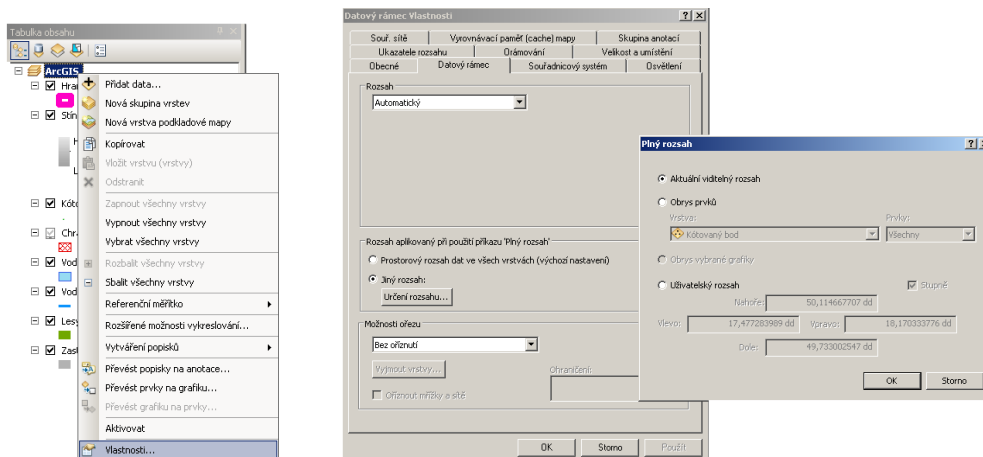 Tabulka obsahu
ArcGIS
Hra
Stín
H
L
Kóto
Chr
Vod
Vod
Lesy
Zast
Přidat data...
Nová skupina vrstev
Nová vrstva podkladové mapy
Kopírovat
Vložit vrstvu (vrstvy)
Odstranit
Zapnout všechny vrstvy
Vypnout všechny vrstvy
Vybrat všechny vrstvy
Rozbalit všechny vrstvy
Sbalit všechny vrstvy
Referenční měřítko
Rozšířené možnosti vykreslování...
Vytváření popisků
Převést popisky na anotace...
Převést prvky na grafiku...
Převést grafiku na prvky...
Aktivovat
Vlastnosti...
Datový rámec Vlastnosti
Souř. sítě
Vyrovnávací paměť (cache) mapy
Skupina anotací
Ukazatele rozsahu
Orámování
Velikost a umístění
Obecné
Datový rámec
Souřadnicový systém
Osvětlení
Rozsah
Automatický
Rozsah aplikovaný při použití příkazu 'Plný rozsah'
Prostorový rozsah dat ve všech vrstvách (výchozí nastavení)
Jiný rozsah:
Určení rozsahu...
Možnosti ořezu
Bez oříznutí
Vyjmout vrstvy...
Ohraničení:
Oříznout mřížky a sítě
OK
Storno
Použít
Plný rozsah
Aktuální viditelný rozsah
Obrys prvků
Vrstva:
Prvky:
Kótovaný bod
Všechny
Obrys vybrané grafiky
Uživatelský rozsah
Stupně
Nahoře:
50,114667707 dd
Vlevo:
17,477283989 dd
Vpravo:
18,170333776 dd
Dole:
49,733002547 dd
OK
Storno